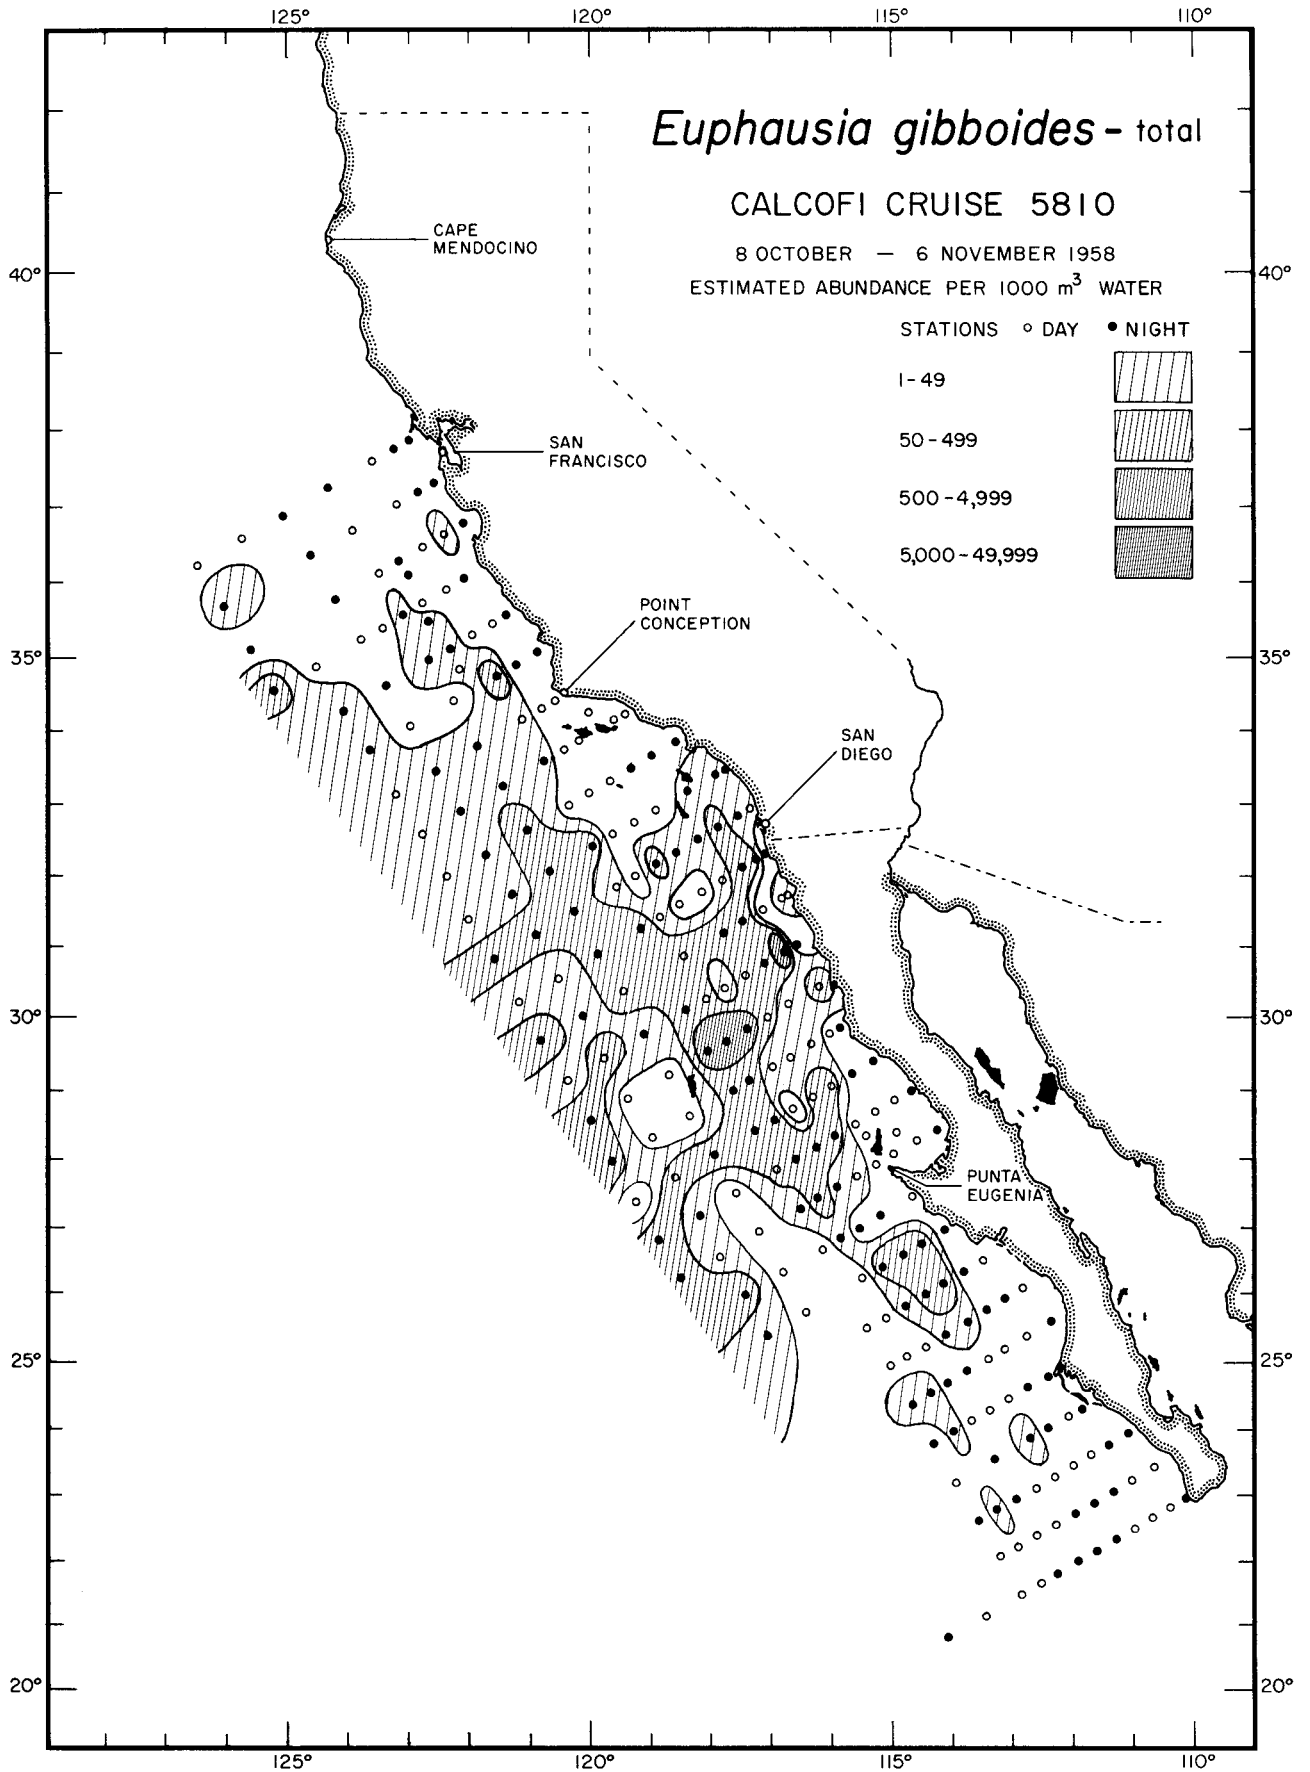 125° 120° 115° 110°
Euphausia gibboides - total
CALCOFI CRUISE 5810
8 OCTOBER — 6 NOVEMBER 1958
ESTIMATED ABUNDANCE PER 1000 m³ WATER
STATIONS ○ DAY ● NIGHT
1-49
50-499
500-4,999
5,000-49,999
CAPE
MENDOCINO
40° 40°
SAN
FRANCISCO
POINT
CONCEPTION
35° 35°
SAN
DIEGO
30° 30°
PUNTA
EUGENIA
25° 25°
20° 20°
125° 120° 115° 110°